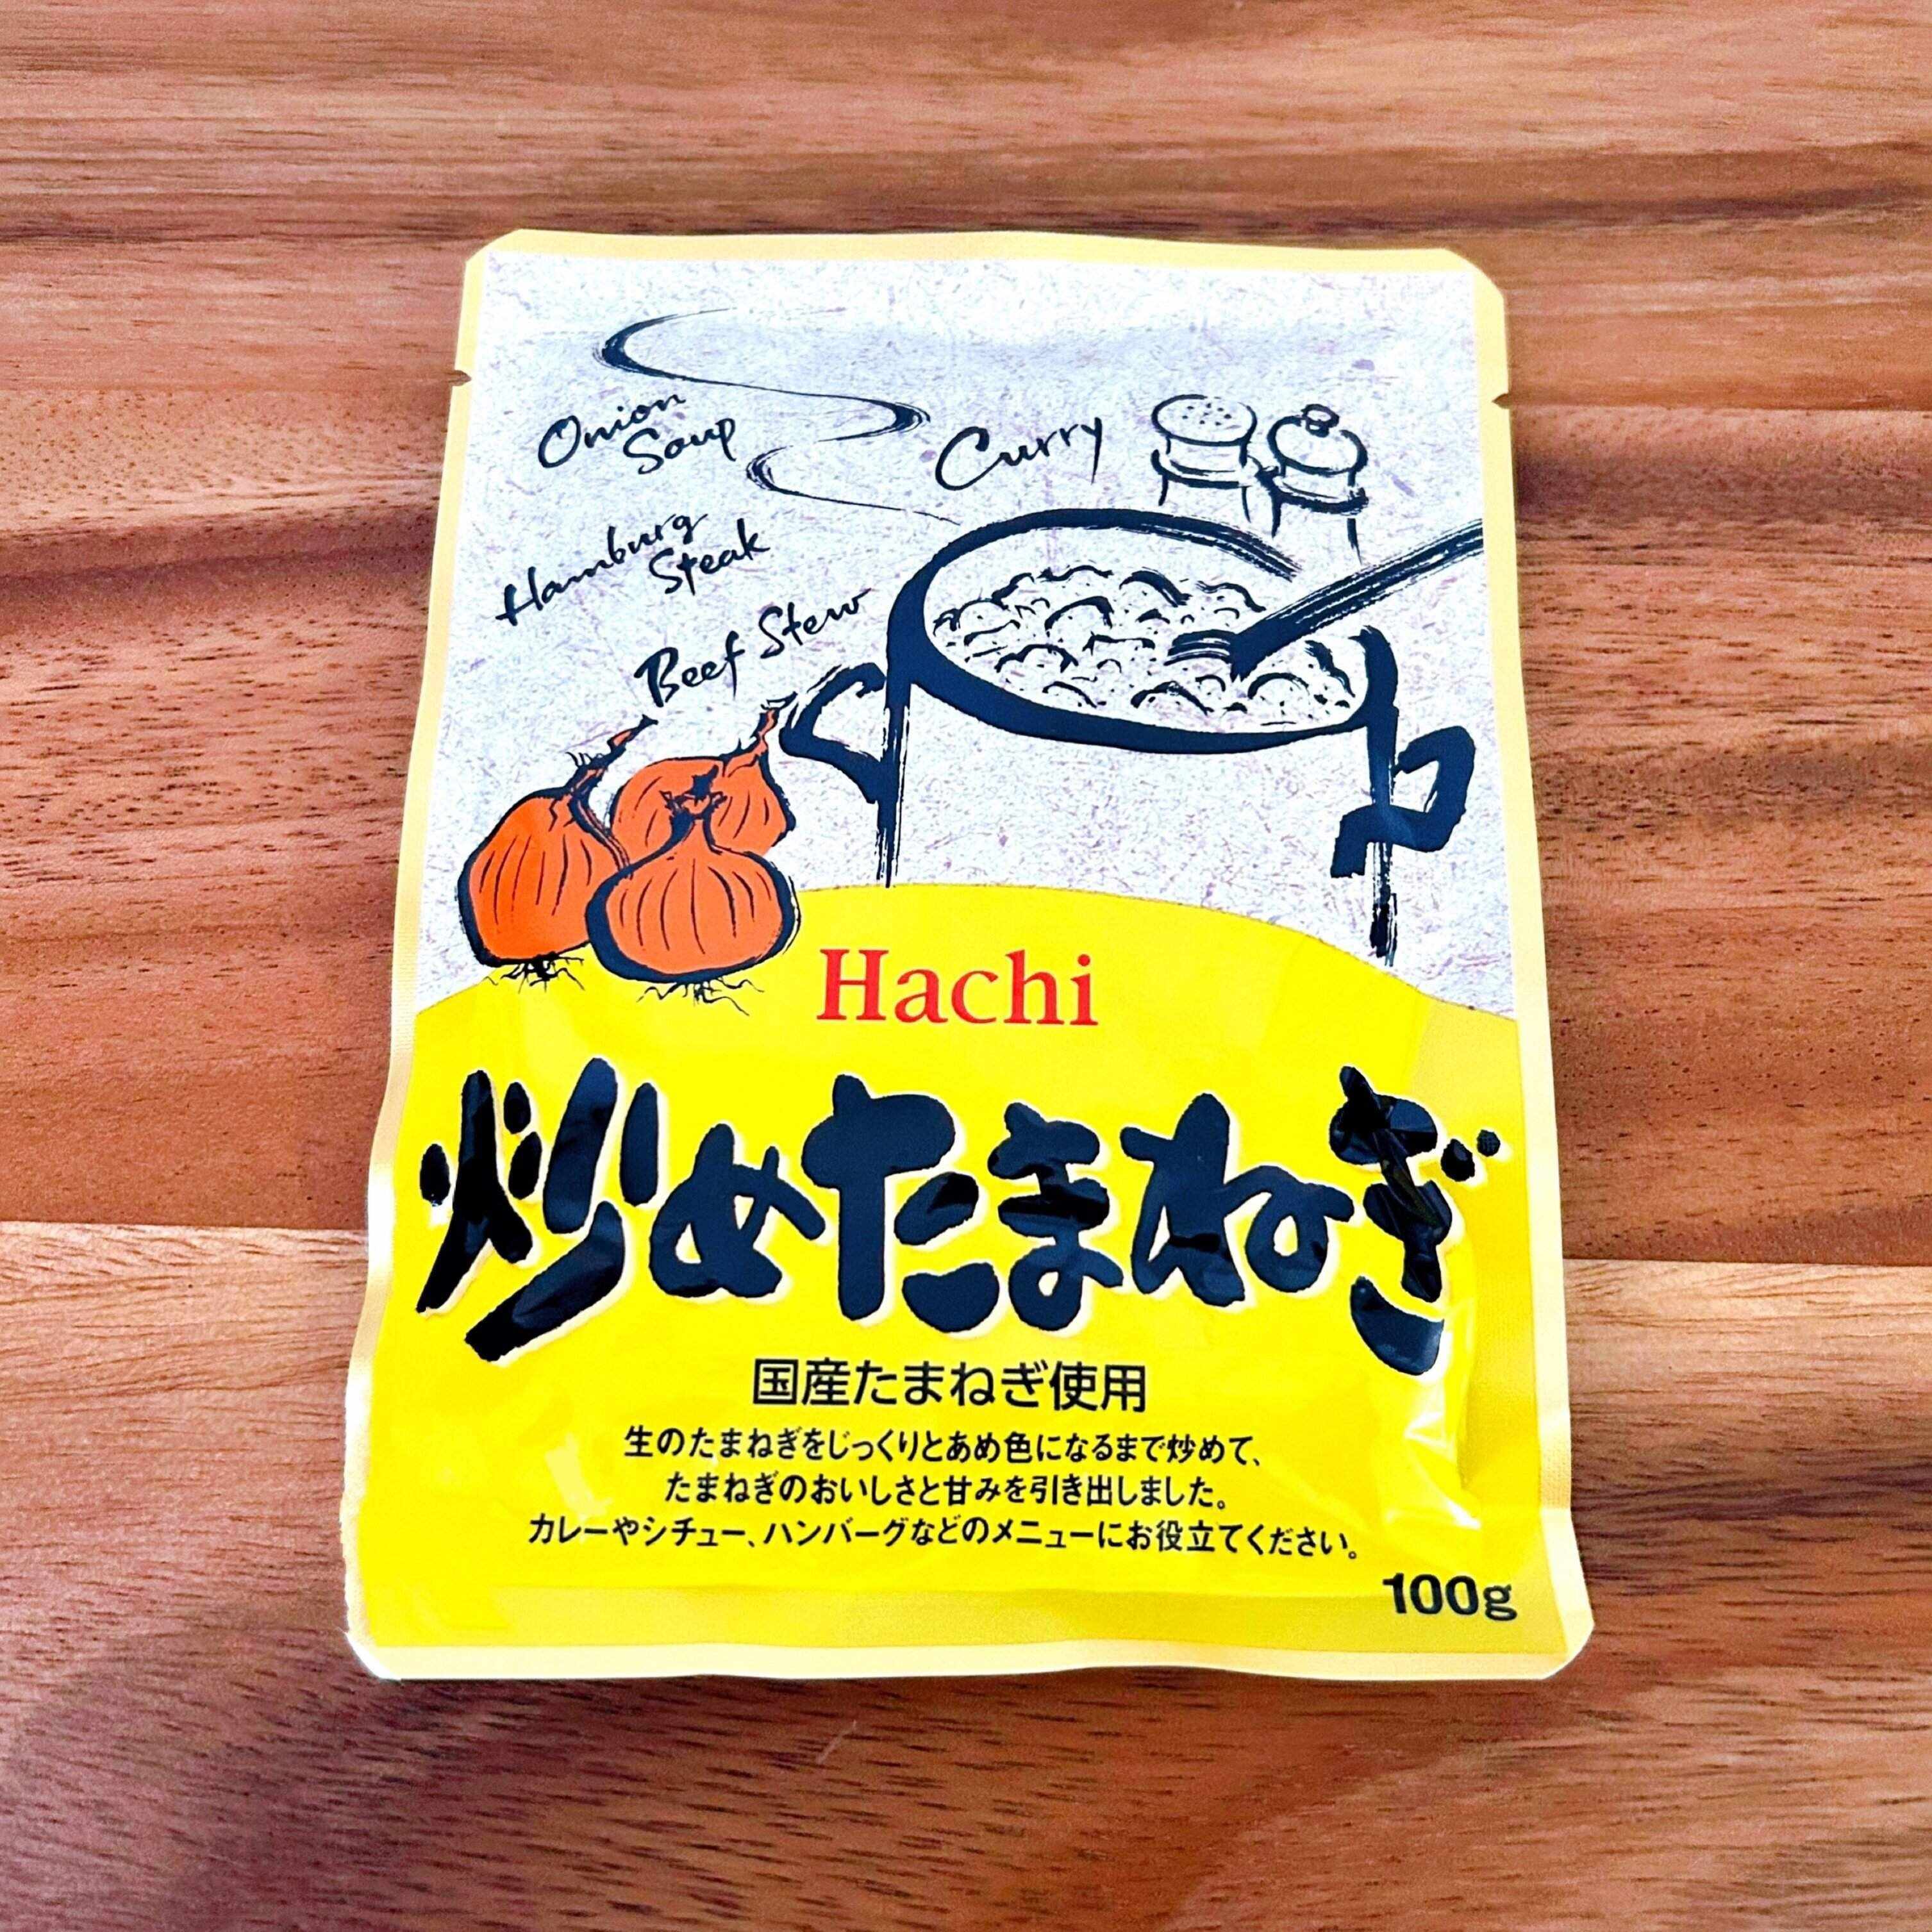 Onion
Soup
Curry
Hamburg
Steak
Beef Stew
Hachi
炒めたまねぎ
国産たまねぎ使用
生のたまねぎをじっくりとあめ色になるまで炒めて、
たまねぎのおいしさと甘みを引き出しました。
カレーやシチュー、ハンバーグなどのメニューにお役立てください。
100g